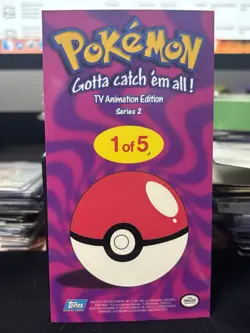 POKéMON
Gotta catch 'em all!
TV Animation Edition
Series 2
1 of 5
Topps